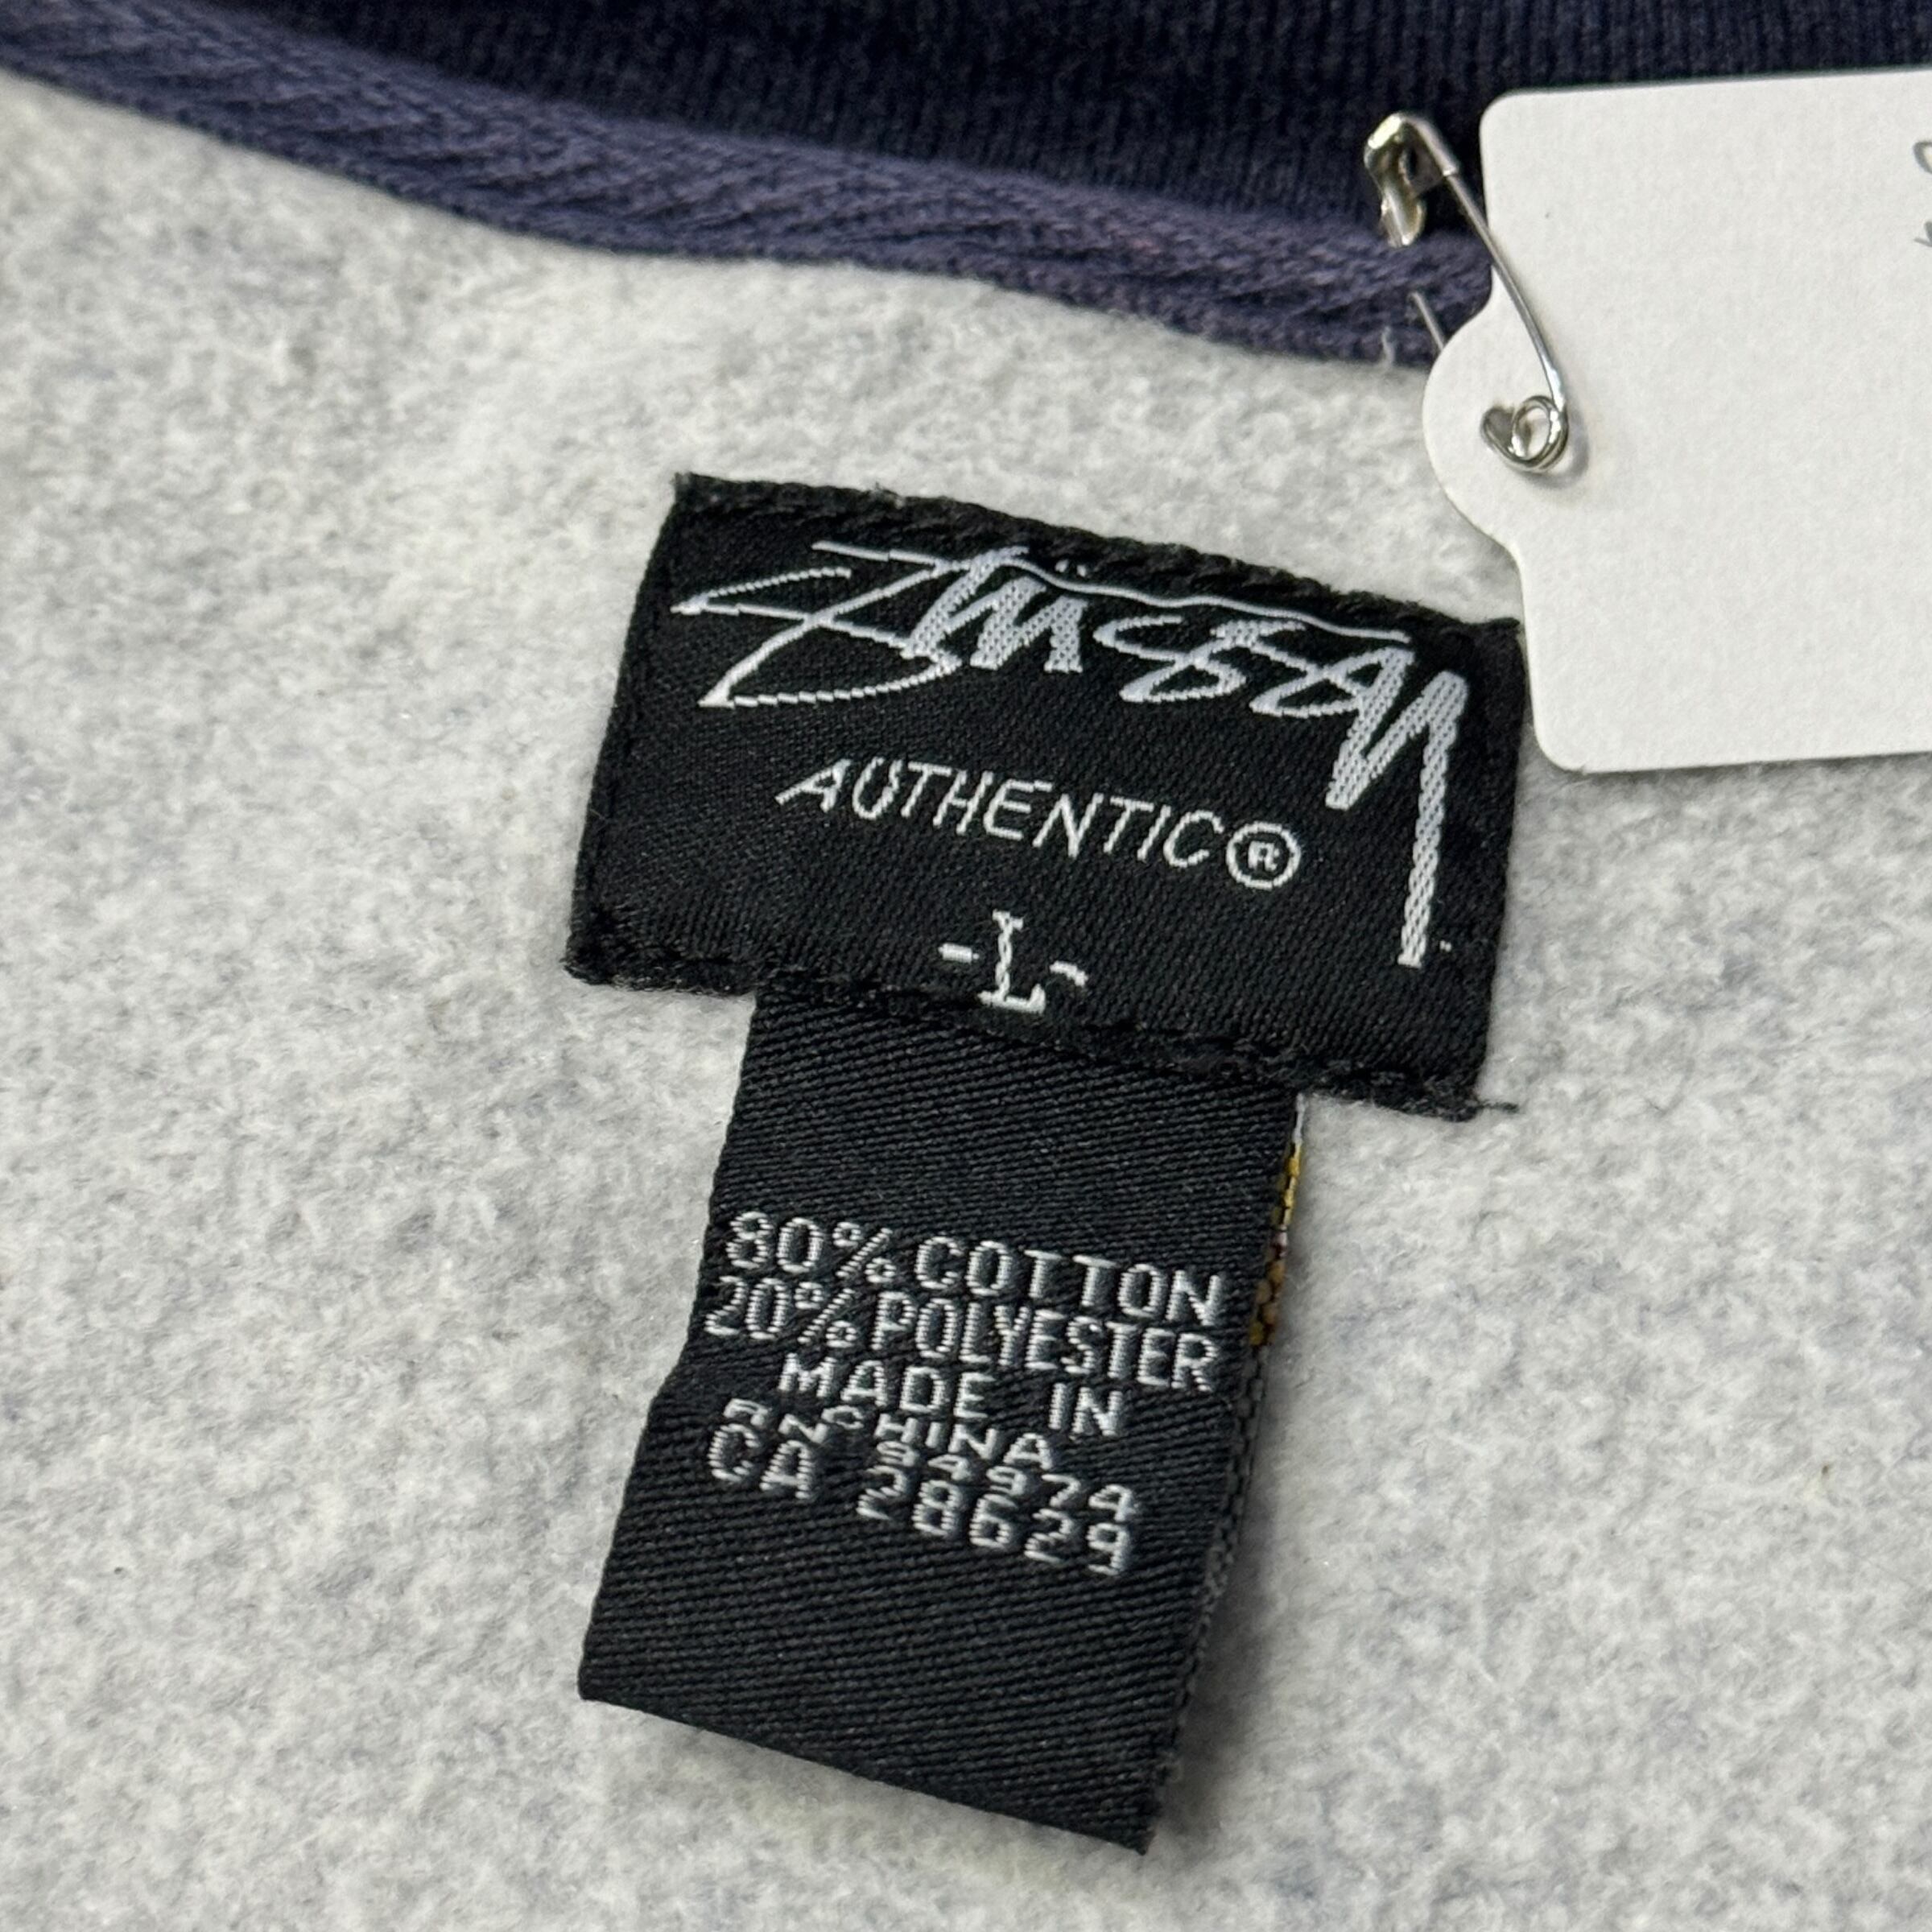 Stüssy
AUTHENTIC®
-L-
80% COTTON
20% POLYESTER
MADE IN
CHINA
RN 94974
CA 28629